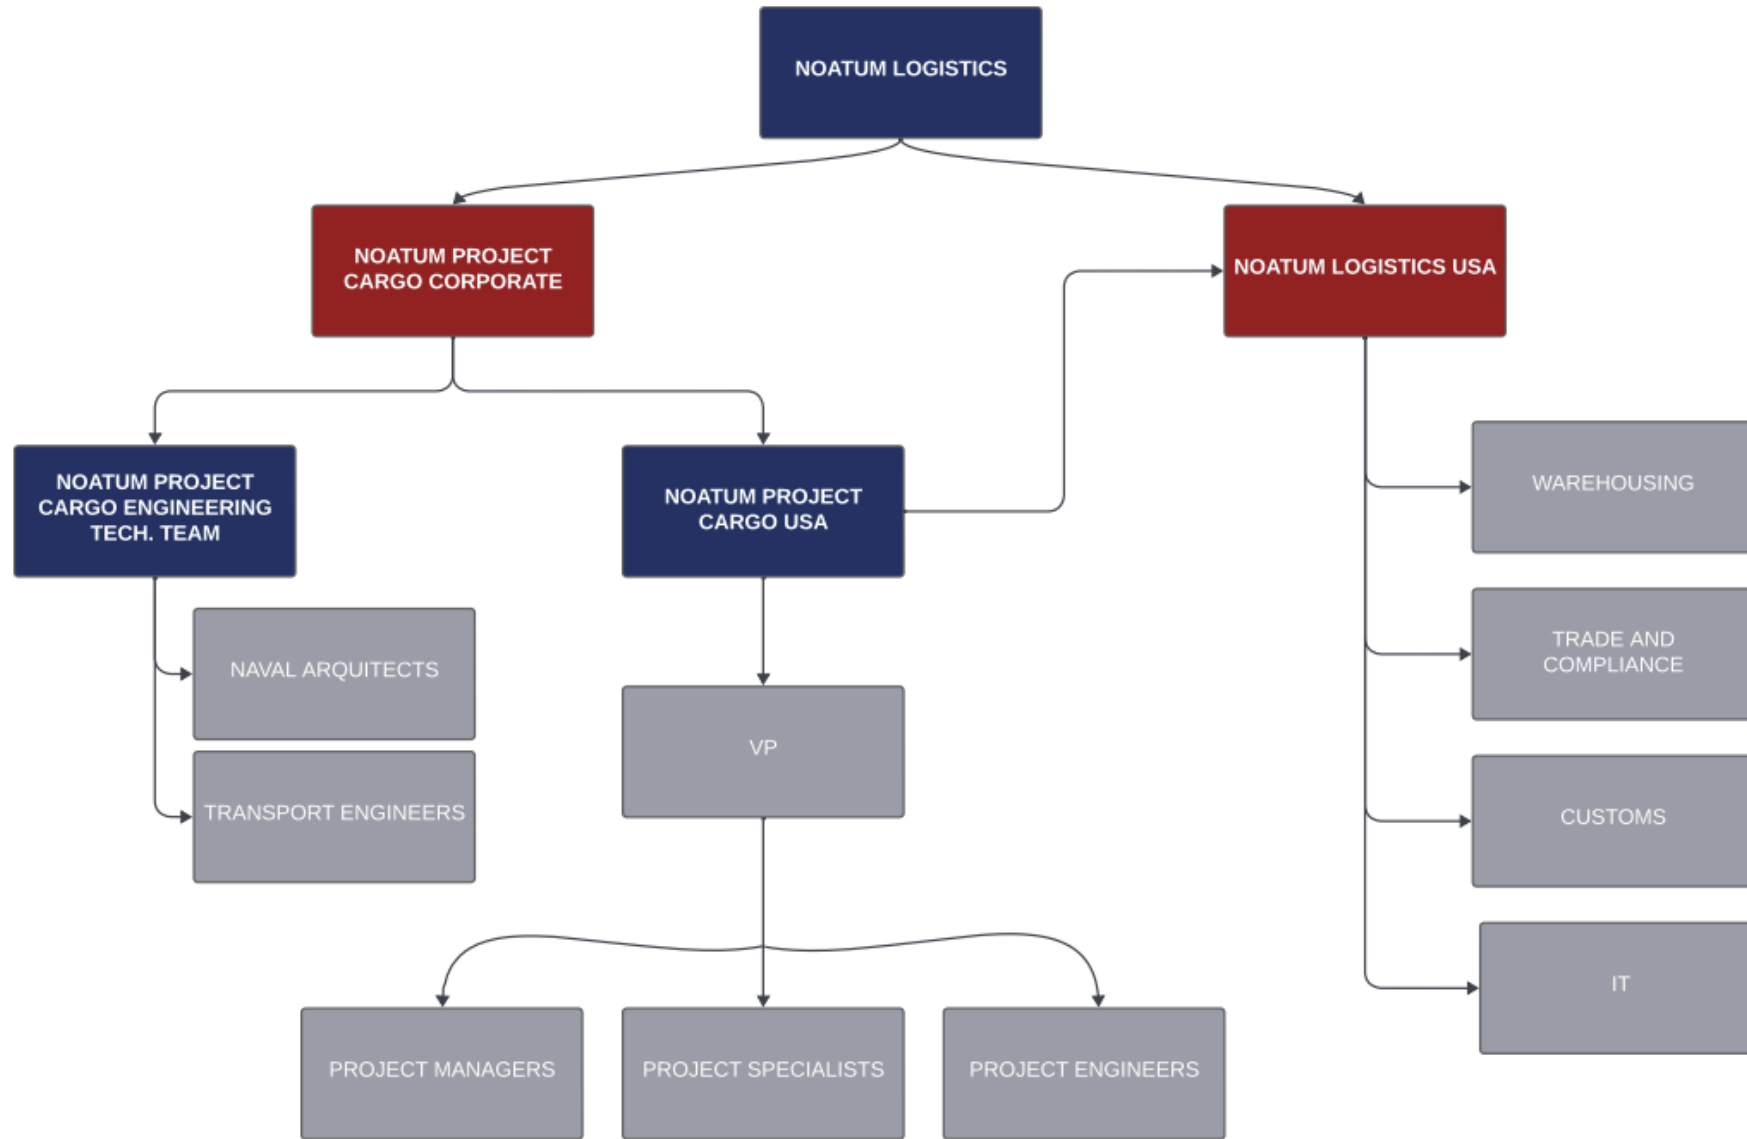 NOATUM LOGISTICS
NOATUM PROJECT
CARGO CORPORATE
NOATUM LOGISTICS USA
NOATUM PROJECT
CARGO ENGINEERING
TECH. TEAM
NOATUM PROJECT
CARGO USA
WAREHOUSING
NAVAL ARQUITECTS
TRADE AND
COMPLIANCE
VP
TRANSPORT ENGINEERS
CUSTOMS
IT
PROJECT MANAGERS
PROJECT SPECIALISTS
PROJECT ENGINEERS